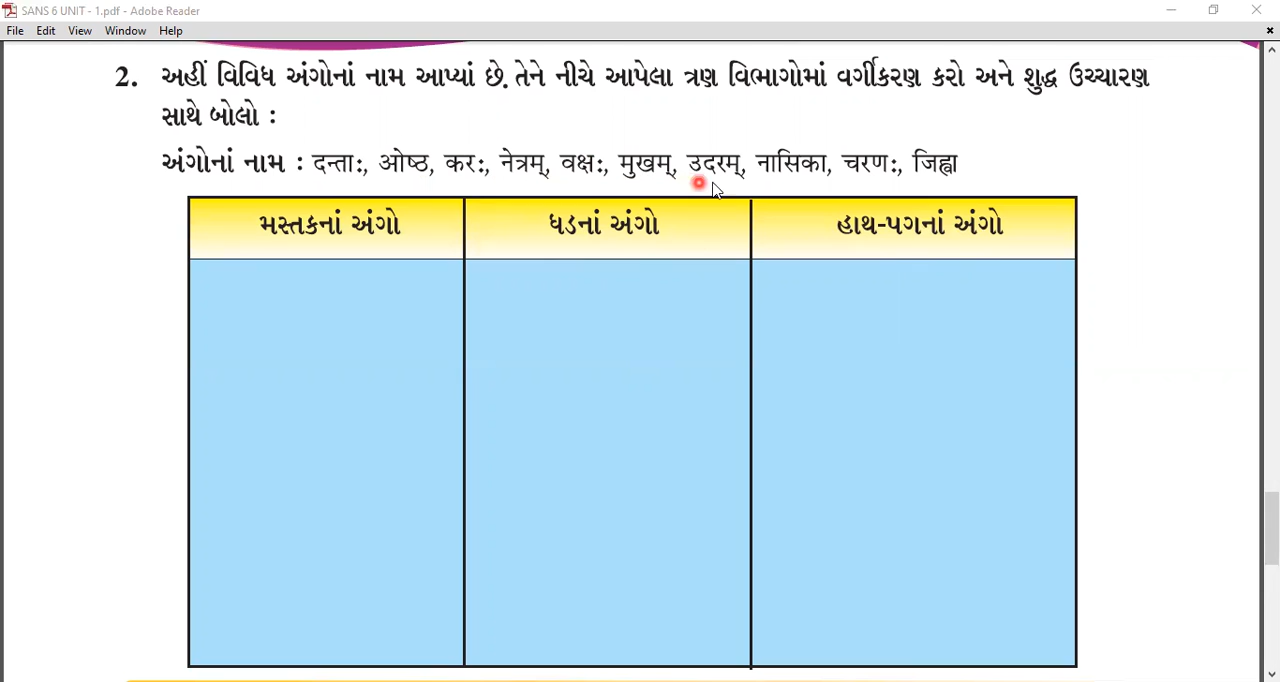 SANS 6 UNIT - 1.pdf - Adobe Reader
File Edit View Window Help
2. અહીં વિવિધ અંગોનાં નામ આપ્યાં છે. તેને નીચે આપેલા ત્રણ વિભાગોમાં વર્ગીકરણ કરો અને શુદ્ધ ઉચ્ચારણ
સાથે બોલો :
અંગોનાં નામ : दन्ताः, ओष्ठ, करः, नेत्रम्, वक्षः, मुखम्, उदरम्, नासिका, चरणः, जिह्वा
મસ્તકનાં અંગો ધડનાં અંગો હાથ-પગનાં અંગો